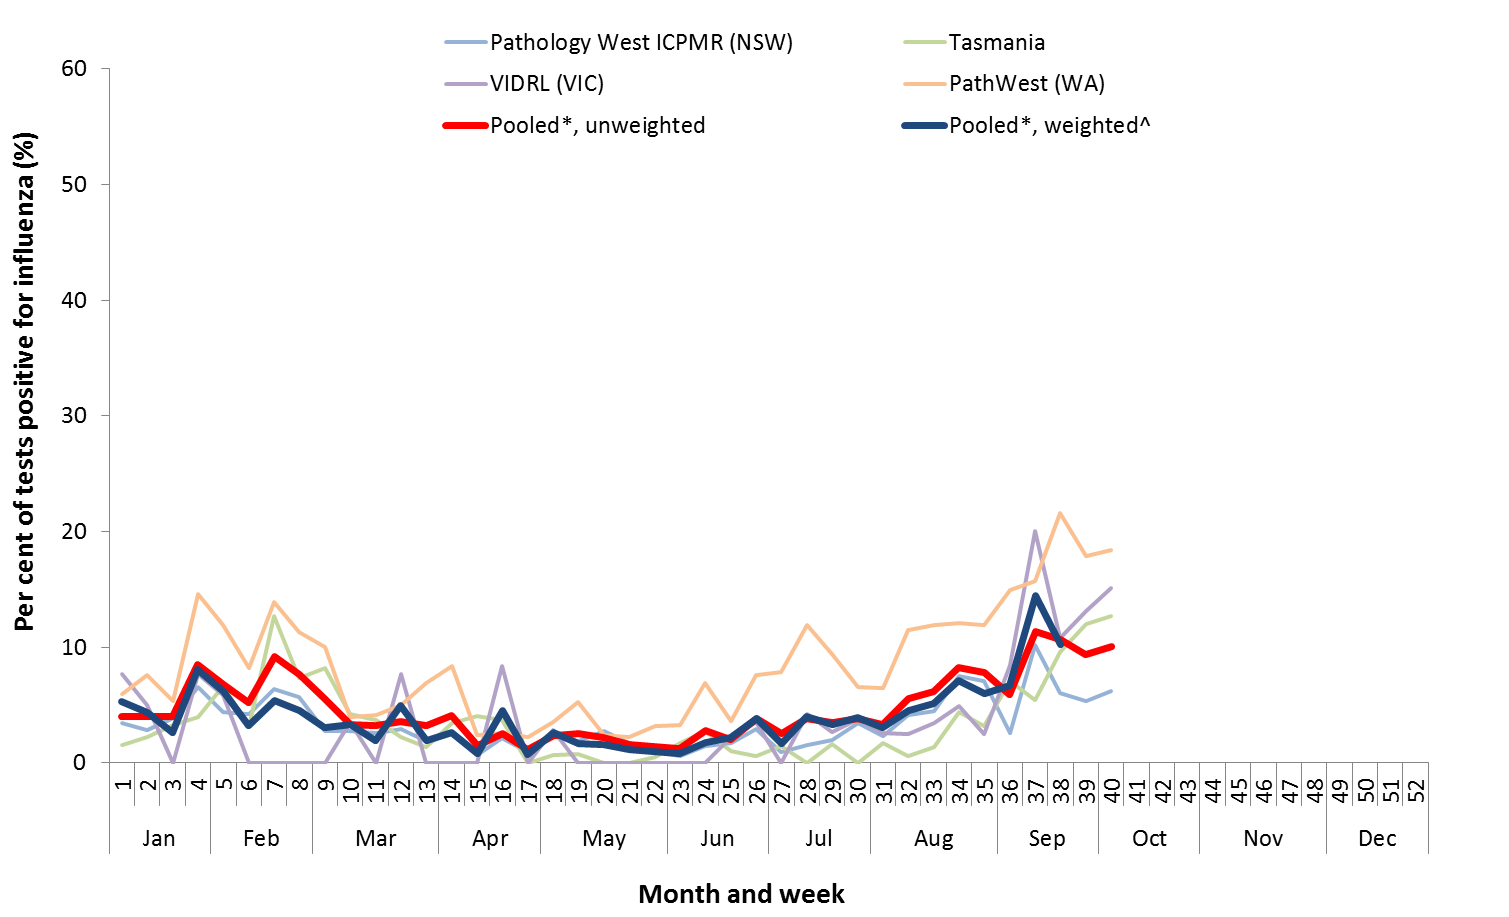 Pathology West ICPMR (NSW) Tasmania
VIDRL (VIC) PathWest (WA)
Pooled*, unweighted Pooled*, weighted^
Per cent of tests positive for influenza (%)
60
50
40
30
20
10
0
1 2 3 4 5 6 7 8 9 10 11 12 13 14 15 16 17 18 19 20 21 22 23 24 25 26 27 28 29 30 31 32 33 34 35 36 37 38 39 40 41 42 43 44 45 46 47 48 49 50 51 52
Jan Feb Mar Apr May Jun Jul Aug Sep Oct Nov Dec
Month and week